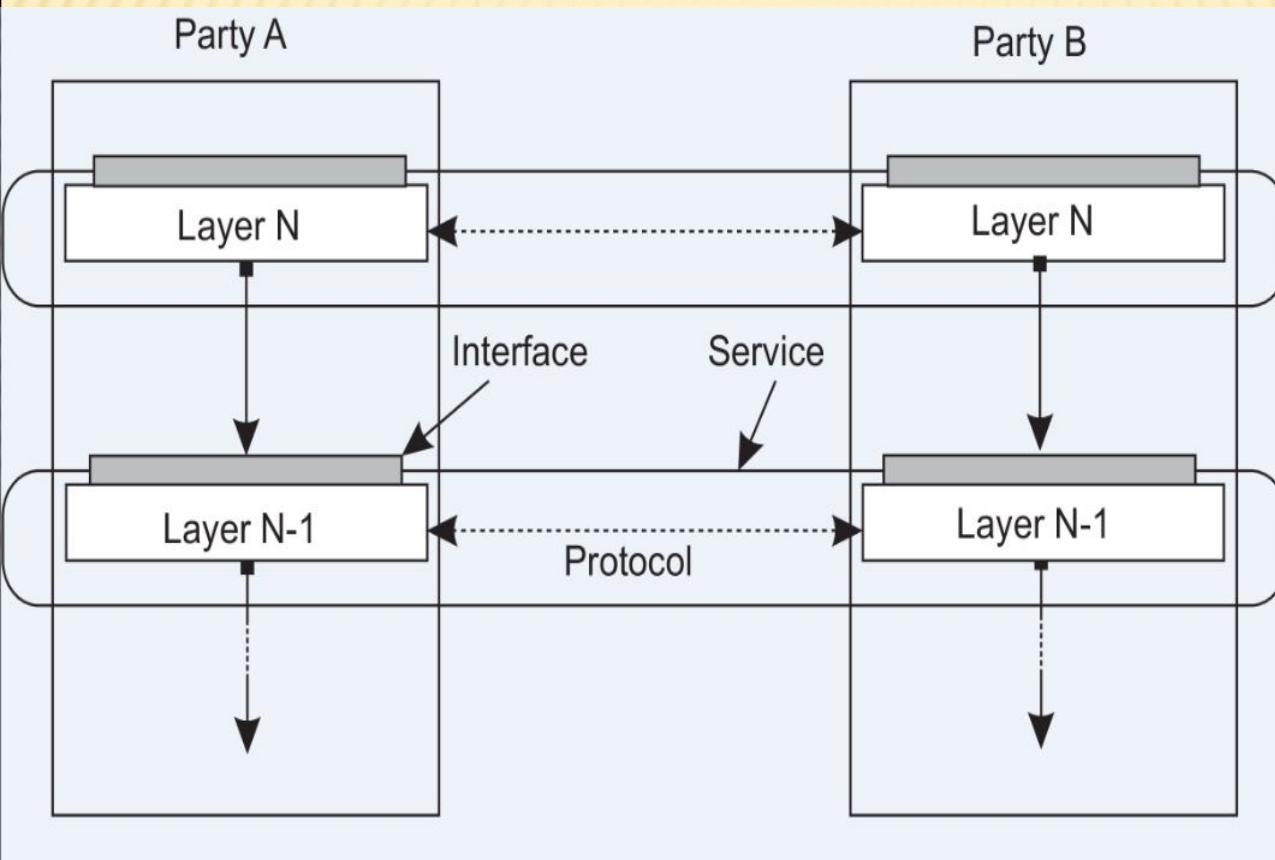 Party A
Party B
Layer N
Layer N
Interface
Service
Layer N-1
Layer N-1
Protocol